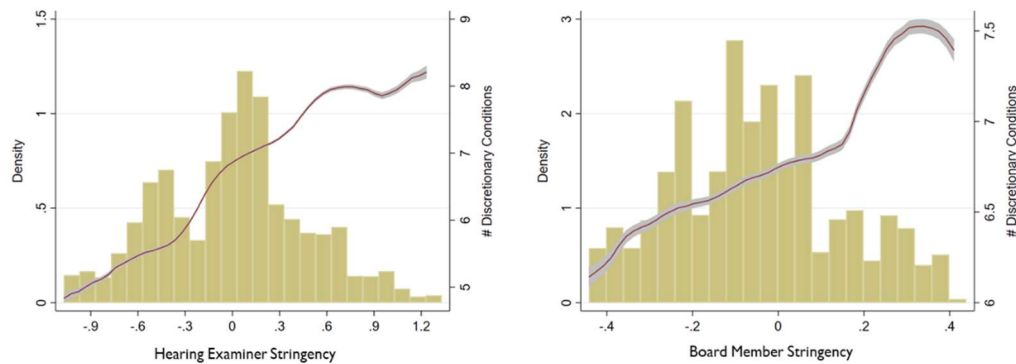 1.5
1
.5
0
Density
9
8
7
6
5
# Discretionary Conditions
-.9 -.6 -.3 0 .3 .6 .9 1.2
Hearing Examiner Stringency
3
2
1
0
Density
7.5
7
6.5
6
# Discretionary Conditions
-.4 -.2 0 .2 .4
Board Member Stringency